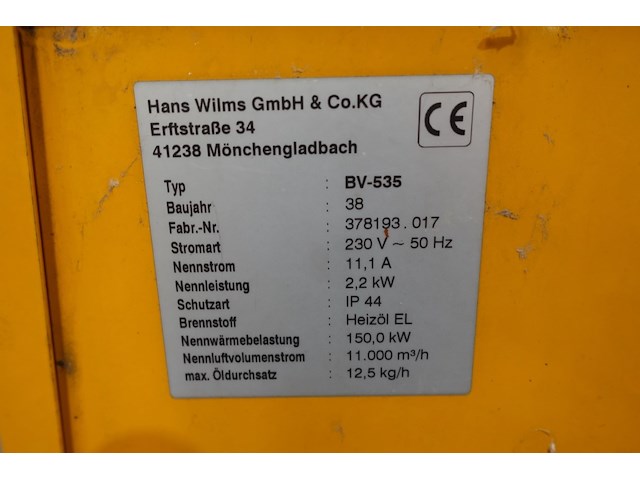 Hans Wilms GmbH & Co.KG
Erftstraße 34
41238 Mönchengladbach
CE
Typ : BV-535
Baujahr : 38
Fabr.-Nr. : 378193 . 017
Stromart : 230 V ~ 50 Hz
Nennstrom : 11,1 A
Nennleistung : 2,2 kW
Schutzart : IP 44
Brennstoff : Heizöl EL
Nennwärmebelastung : 150,0 kW
Nennluftvolumenstrom : 11.000 m³/h
max. Öldurchsatz : 12,5 kg/h